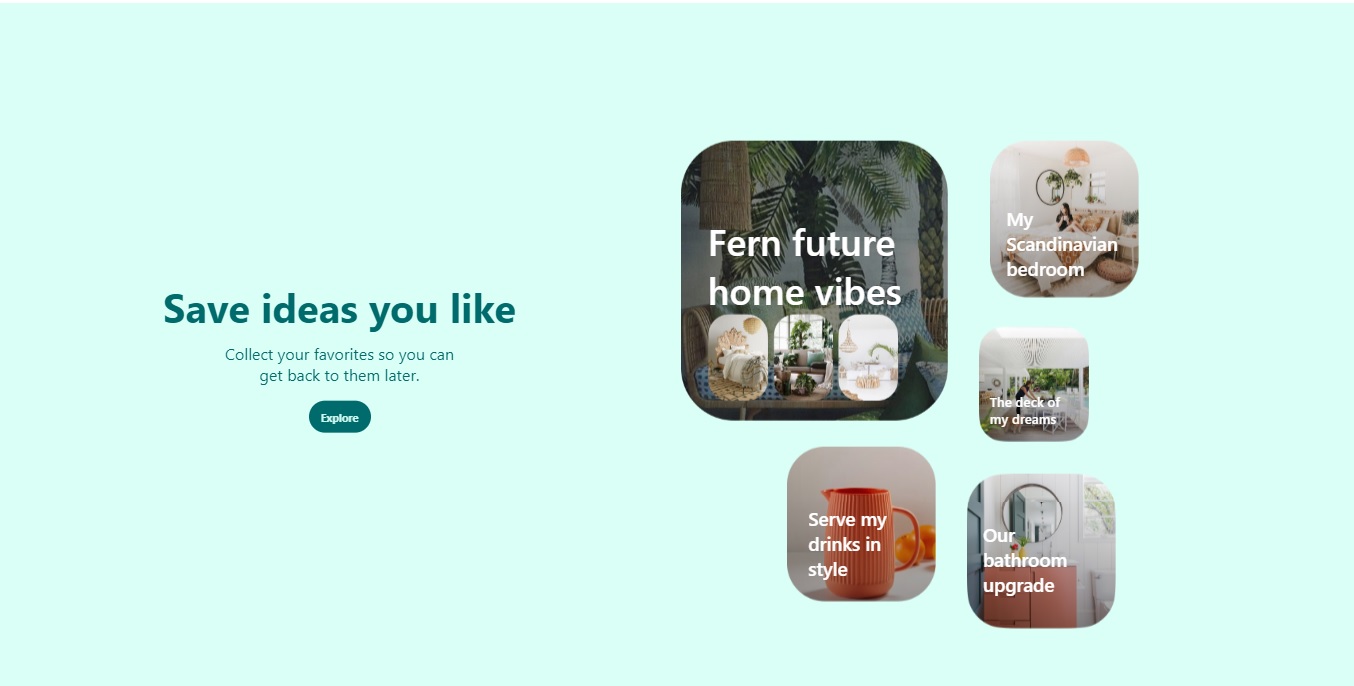 Save ideas you like
Collect your favorites so you can
get back to them later.
Explore
Fern future
home vibes
My
Scandinavian
bedroom
The deck of
my dreams
Serve my
drinks in
style
Our
bathroom
upgrade